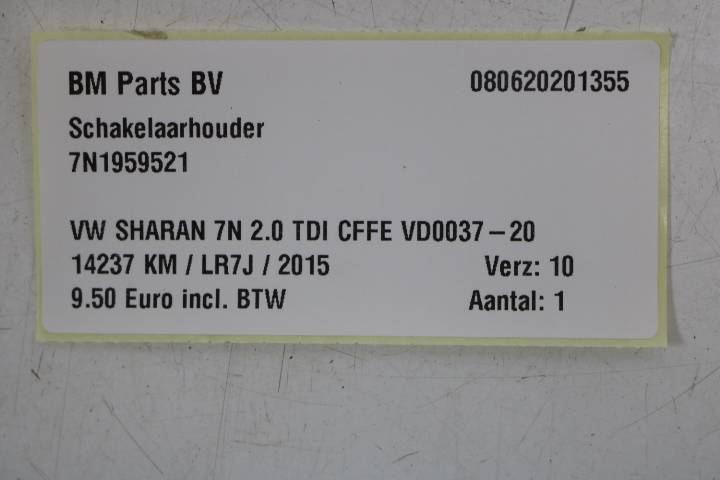 BM Parts BV 080620201355
Schakelaarhouder
7N1959521
VW SHARAN 7N 2.0 TDI CFFE VD0037-20
14237 KM / LR7J / 2015 Verz: 10
9.50 Euro incl. BTW Aantal: 1